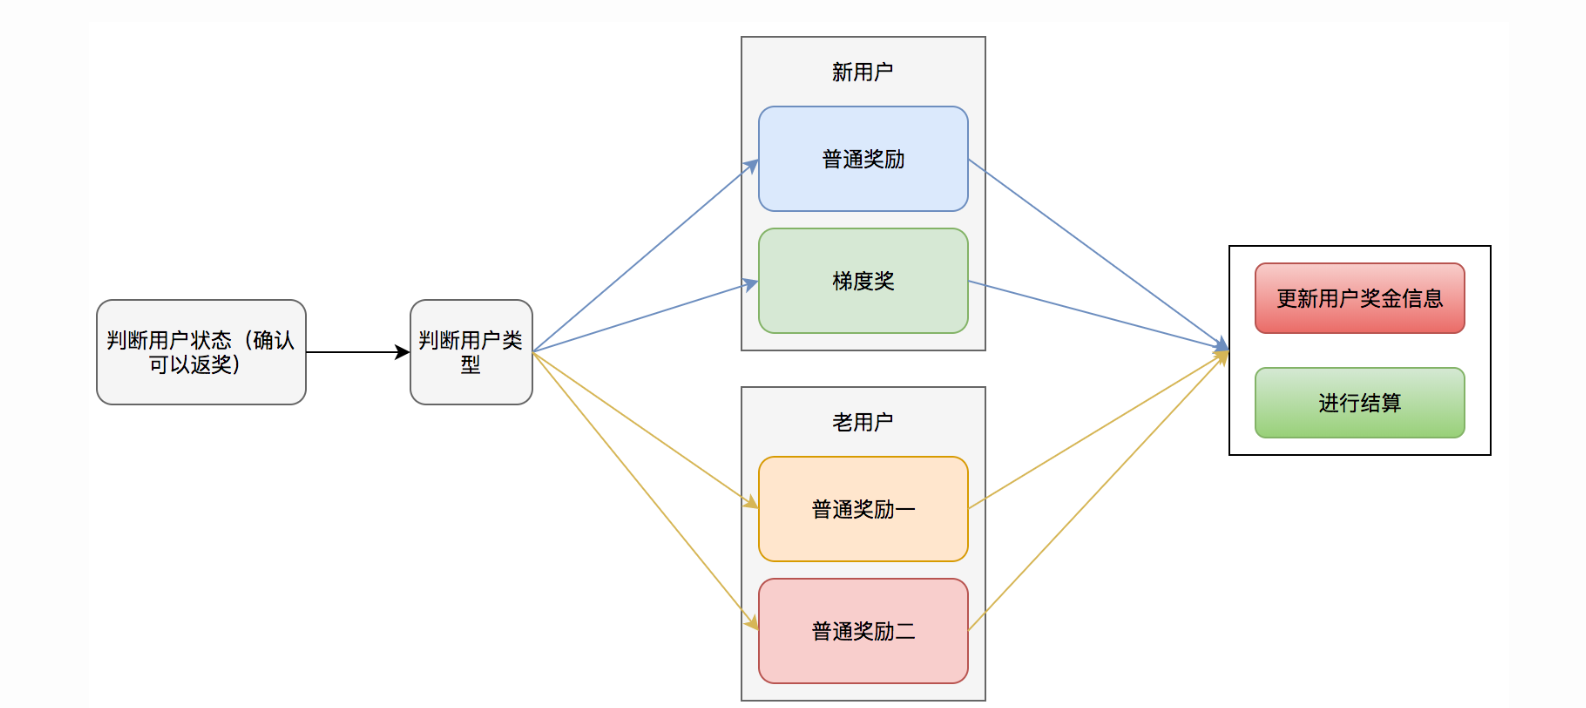 判断用户状态（确认
可以返奖）
判断用户类
型
新用户
普通奖励
梯度奖
老用户
普通奖励一
普通奖励二
更新用户奖金信息
进行结算